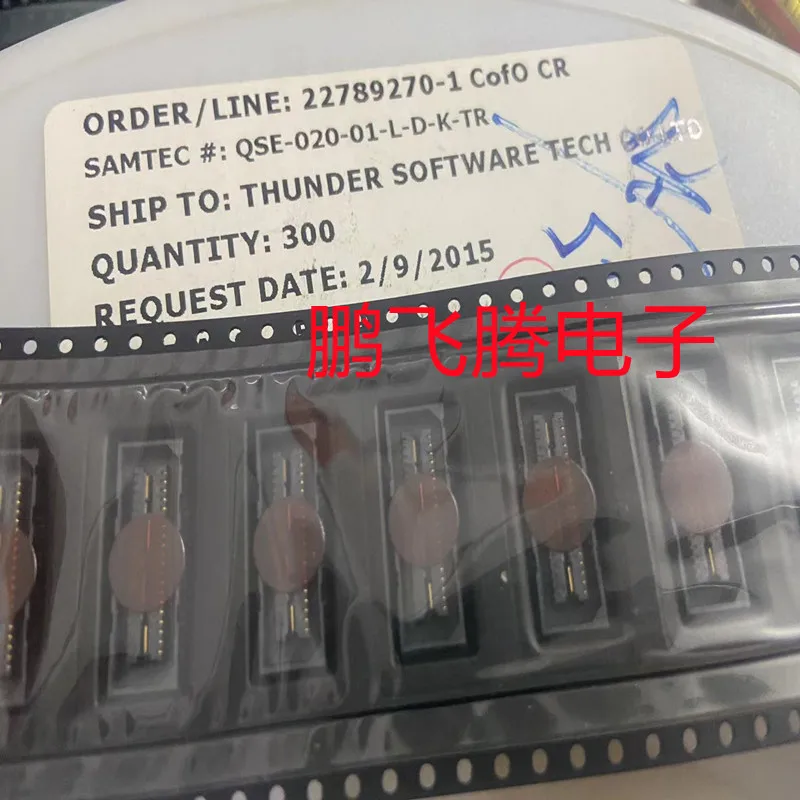 ORDER/LINE: 22789270-1 CofO CR
SAMTEC #: QSE-020-01-L-D-K-TR
SHIP TO: THUNDER SOFTWARE TECH
QUANTITY: 300
REQUEST DATE: 2/9/2015
鹏飞腾电子